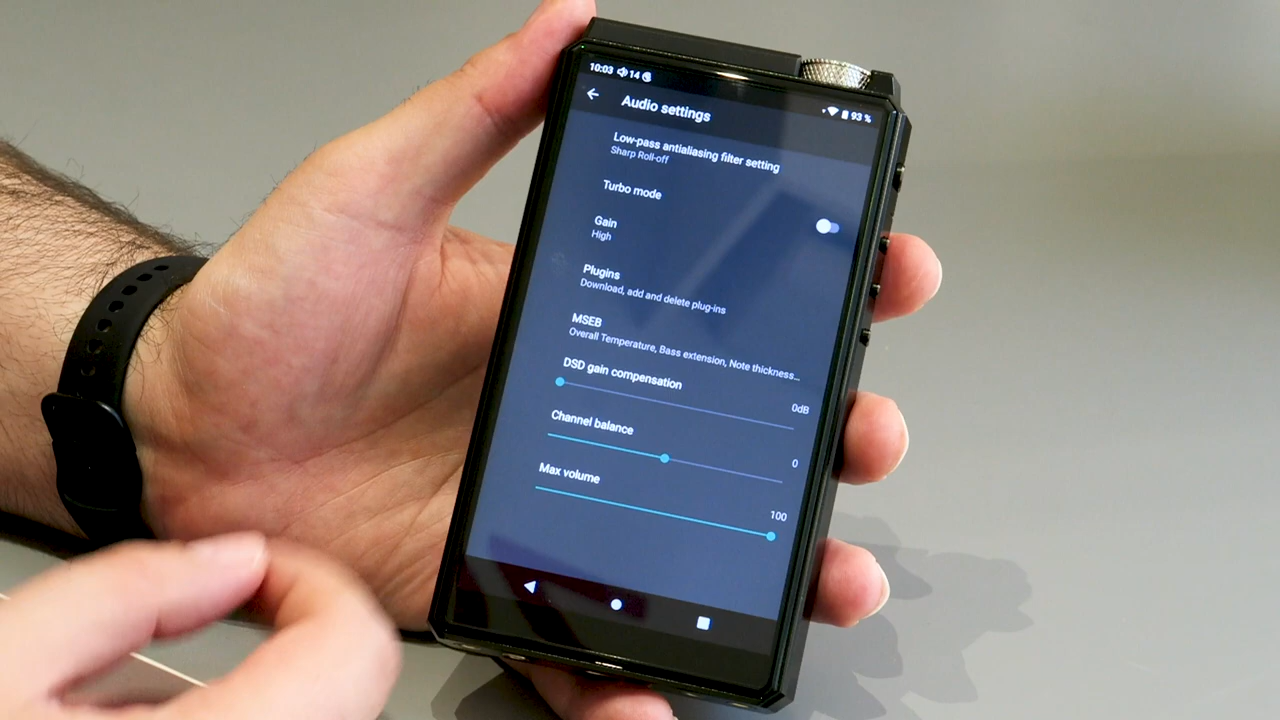 10:03 14
93 %
Audio settings
Low-pass antialiasing filter setting
Sharp Roll-off
Turbo mode
Gain
High
Plugins
Download, add and delete plug-ins
MSEB
Overall Temperature, Bass extension, Note thickness...
DSD gain compensation
0dB
Channel balance
0
Max volume
100